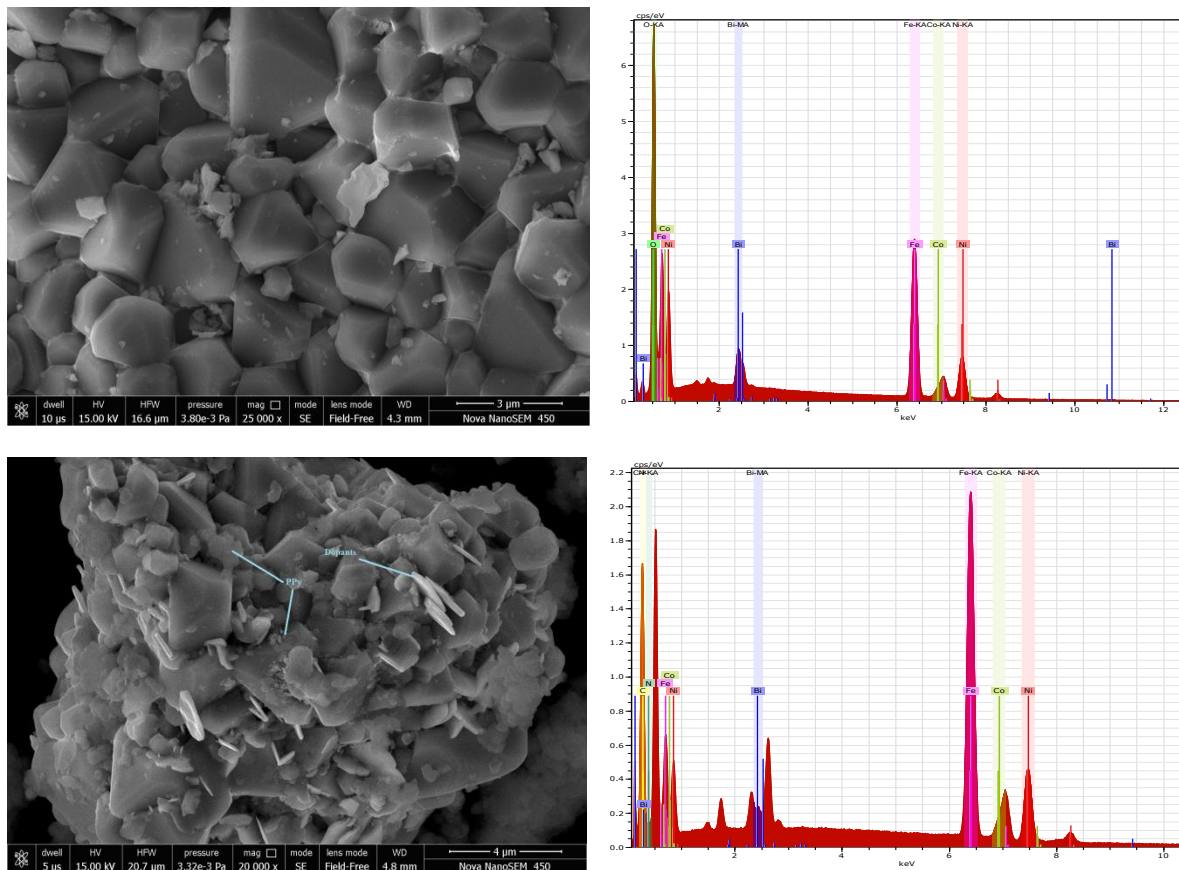 cps/eV
O-KA Bi-MA Fe-KA Co-KA Ni-KA
6
5
4
3
2
1
0
Co
Fe
O Ni Bi Fe Co Ni Bi
Bi
2 4 6 8 10 12
keV
dwell HV HFW pressure mag mode lens mode WD 3 µm
10 µs 15.00 kV 16.6 µm 3.80e-3 Pa 25 000 x SE Field-Free 4.3 mm Nova NanoSEM 450
Dopants
PPy
dwell HV HFW pressure mag mode lens mode WD 4 µm
5 µs 15.00 kV 20.7 µm 3.32e-3 Pa 20 000 x SE Field-Free 4.8 mm Nova NanoSEM 450
cps/eV
Bi-MA Fe-KA Co-KA Ni-KA
2.2
2.0
1.8
1.6
1.4
1.2
1.0
0.8
0.6
0.4
0.2
0.0
Co
N Fe
C Ni Bi Fe Co Ni
Bi
2 4 6 8 10
keV